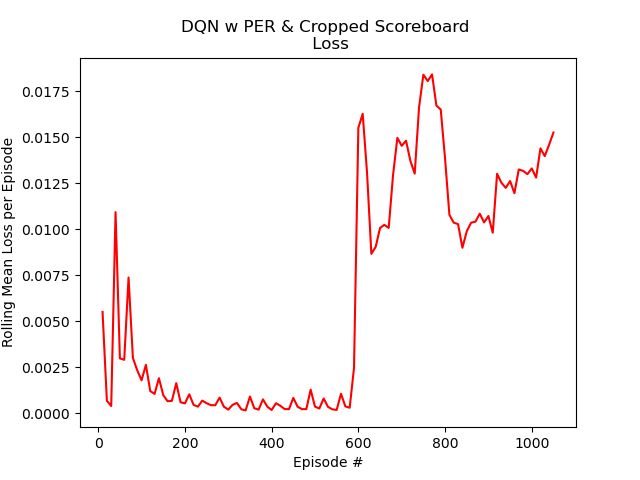 DQN w PER & Cropped Scoreboard
Loss
0.0175
0.0150
0.0125
0.0100
0.0075
0.0050
0.0025
0.0000
Rolling Mean Loss per Episode
0 200 400 600 800 1000
Episode #